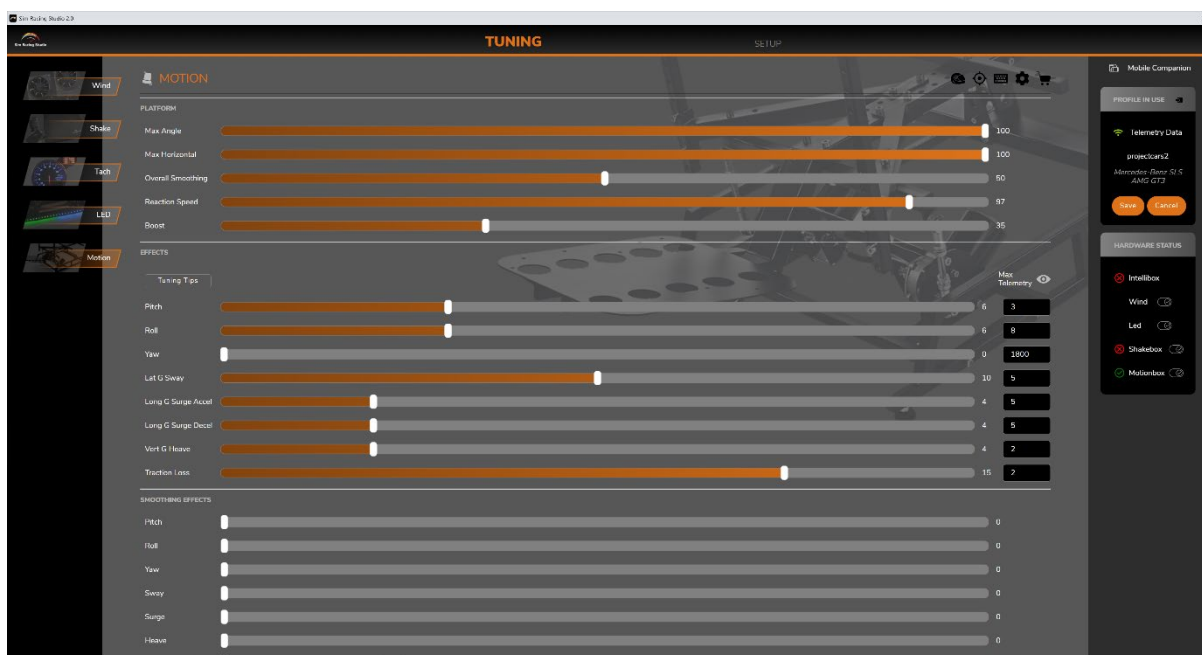 Sim Racing Studio 2.0
Sim Racing Studio
TUNING
SETUP
Wind
Shake
Tach
LED
Motion
MOTION
PLATFORM
Max Angle 100
Max Horizontal 100
Overall Smoothing 50
Reaction Speed 97
Boost 35
EFFECTS
Tuning Tips
Max
Telemetry
Pitch 6 3
Roll 6 8
Yaw 0 1800
Lat G Sway 10 5
Long G Surge Accel 4 5
Long G Surge Decel 4 5
Vert G Heave 4 2
Traction Loss 15 2
SMOOTHING EFFECTS
Pitch 0
Roll 0
Yaw 0
Sway 0
Surge 0
Heave 0
Mobile Companion
PROFILE IN USE
Telemetry Data
projectcars2
Mercedes-Benz SLS
AMG GT3
Save Cancel
HARDWARE STATUS
Intellibox
Wind
Led
Shakebox
Motionbox